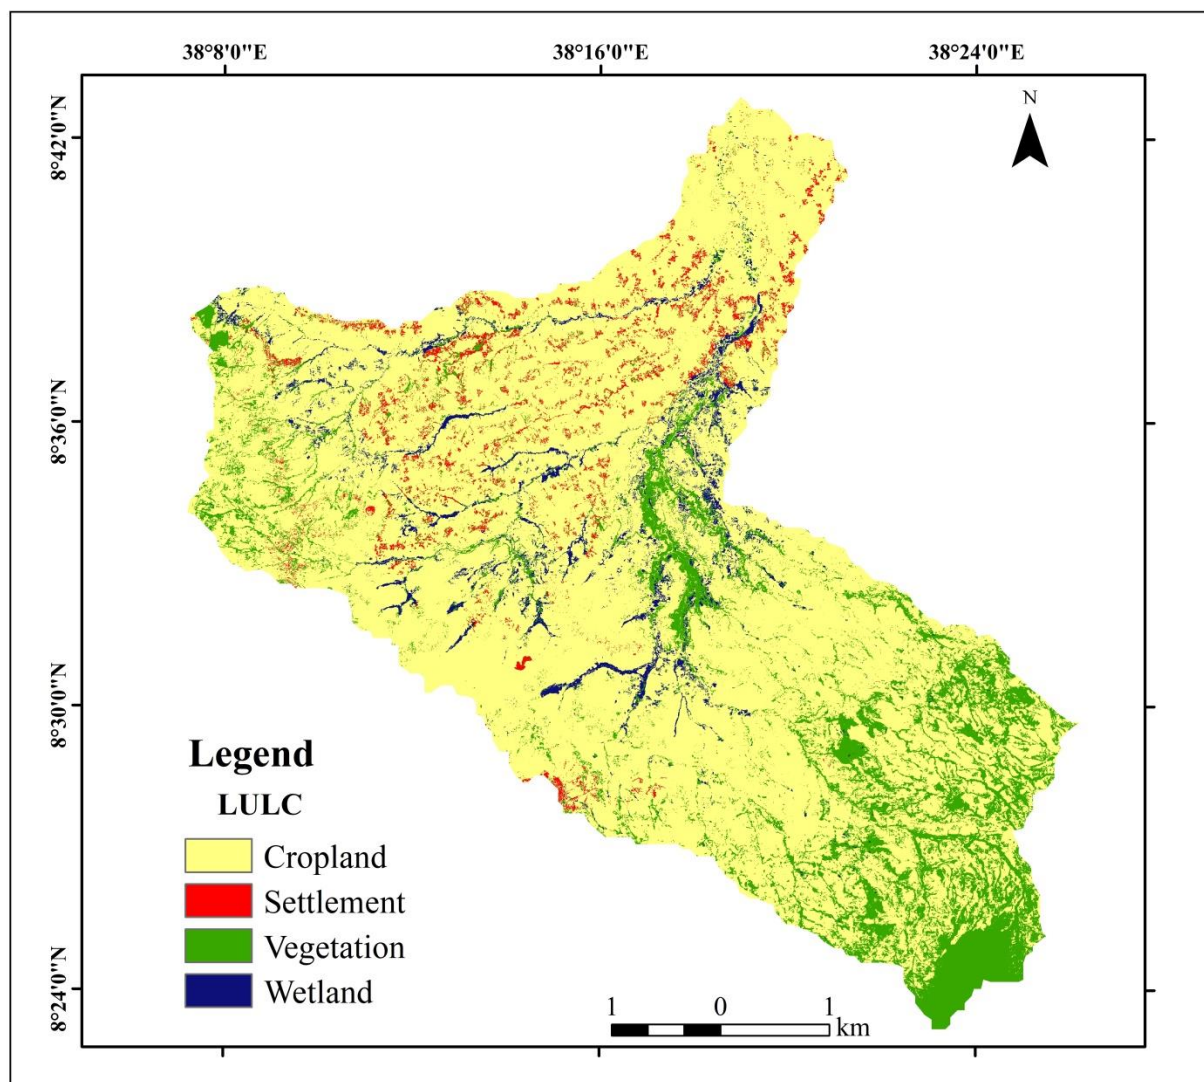 38°8'0"E
38°16'0"E
38°24'0"E
N
8°42'0"N
8°36'0"N
8°30'0"N
8°24'0"N
Legend
LULC
Cropland
Settlement
Vegetation
Wetland
1 0 1
km